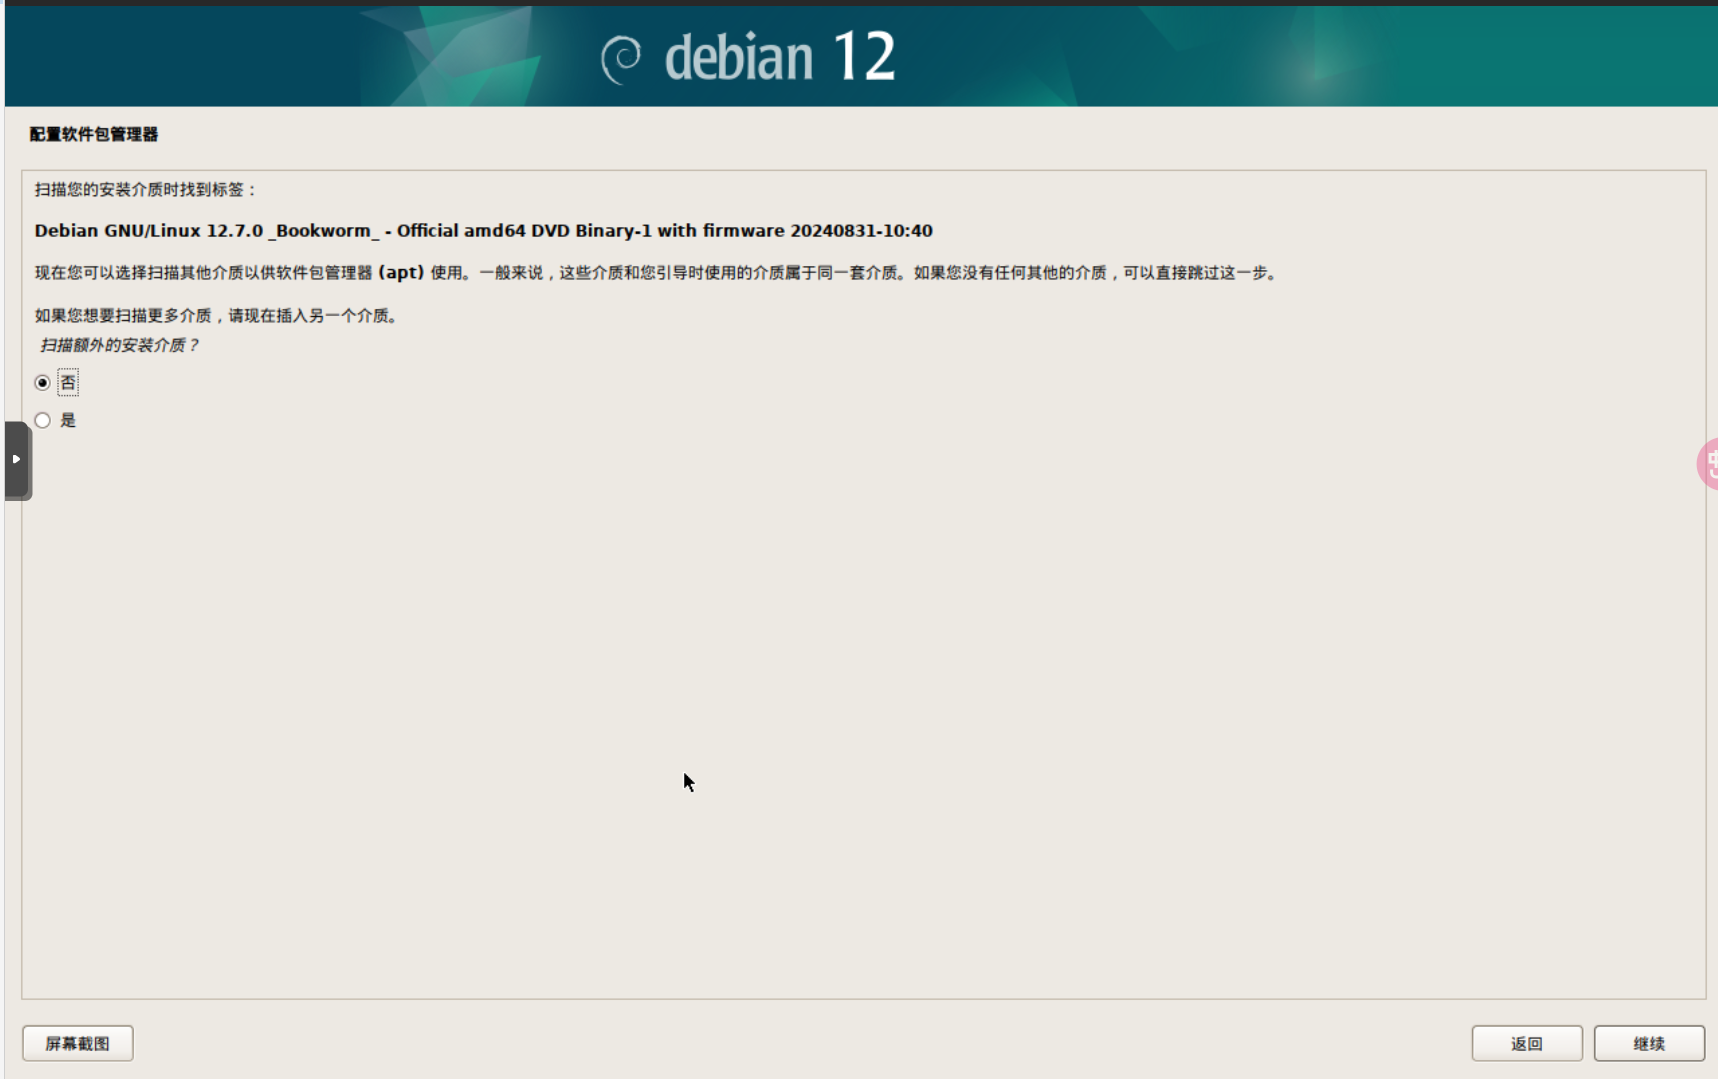 debian 12
配置软件包管理器
扫描您的安装介质时找到标签：
Debian GNU/Linux 12.7.0 _Bookworm_ - Official amd64 DVD Binary-1 with firmware 20240831-10:40
现在您可以选择扫描其他介质以供软件包管理器 (apt) 使用。一般来说，这些介质和您引导时使用的介质属于同一套介质。如果您没有任何其他的介质，可以直接跳过这一步。
如果您想要扫描更多介质，请现在插入另一个介质。
扫描额外的安装介质？
否
是
屏幕截图
返回
继续